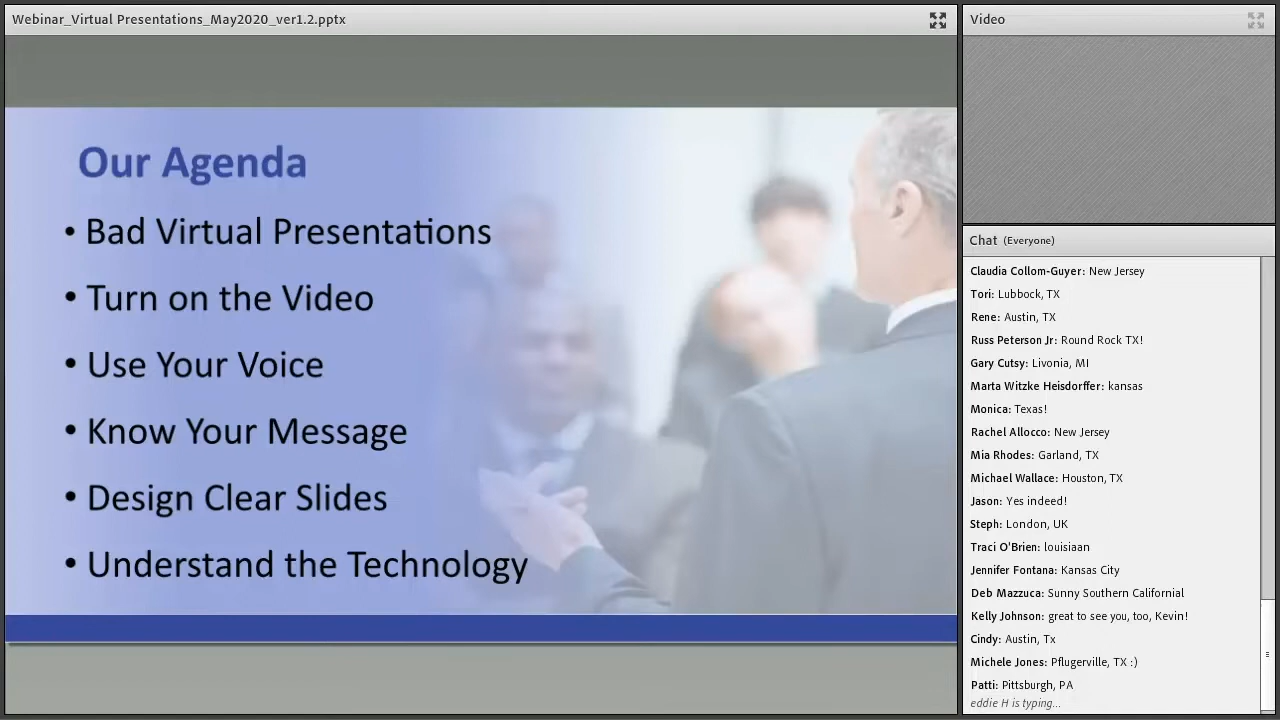 Webinar_Virtual Presentations_May2020_ver1.2.pptx
Our Agenda
• Bad Virtual Presentations
• Turn on the Video
• Use Your Voice
• Know Your Message
• Design Clear Slides
• Understand the Technology
Video
Chat (Everyone)
Claudia Collom-Guyer: New Jersey
Tori: Lubbock, TX
Rene: Austin, TX
Russ Peterson Jr: Round Rock TX!
Gary Cutsy: Livonia, MI
Marta Witzke Heisdorffer: kansas
Monica: Texas!
Rachel Allocco: New Jersey
Mia Rhodes: Garland, TX
Michael Wallace: Houston, TX
Jason: Yes indeed!
Steph: London, UK
Traci O'Brien: louisiaan
Jennifer Fontana: Kansas City
Deb Mazzuca: Sunny Southern Californial
Kelly Johnson: great to see you, too, Kevin!
Cindy: Austin, Tx
Michele Jones: Pflugerville, TX :)
Patti: Pittsburgh, PA
eddie H is typing...